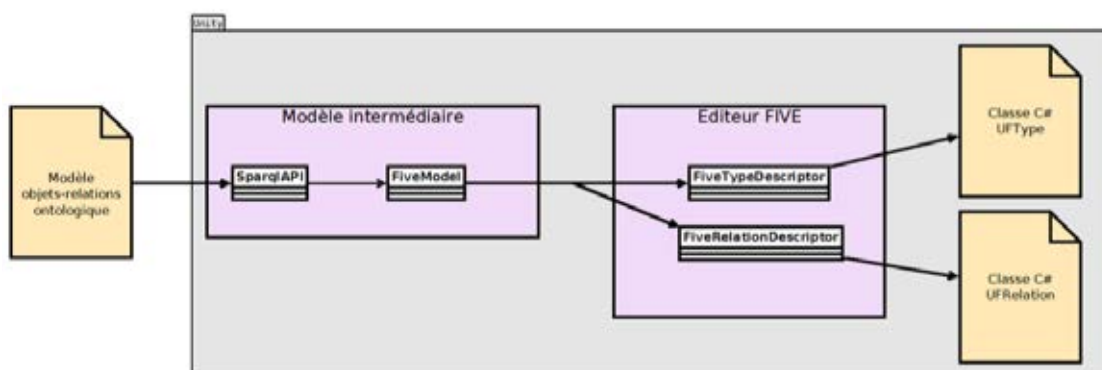 Unity
Modèle
objets-relations
ontologique
Modèle intermédiaire
SparqlAPI
FiveModel
Editeur FIVE
FiveTypeDescriptor
FiveRelationDescriptor
Classe C#
UFType
Classe C#
UFRelation